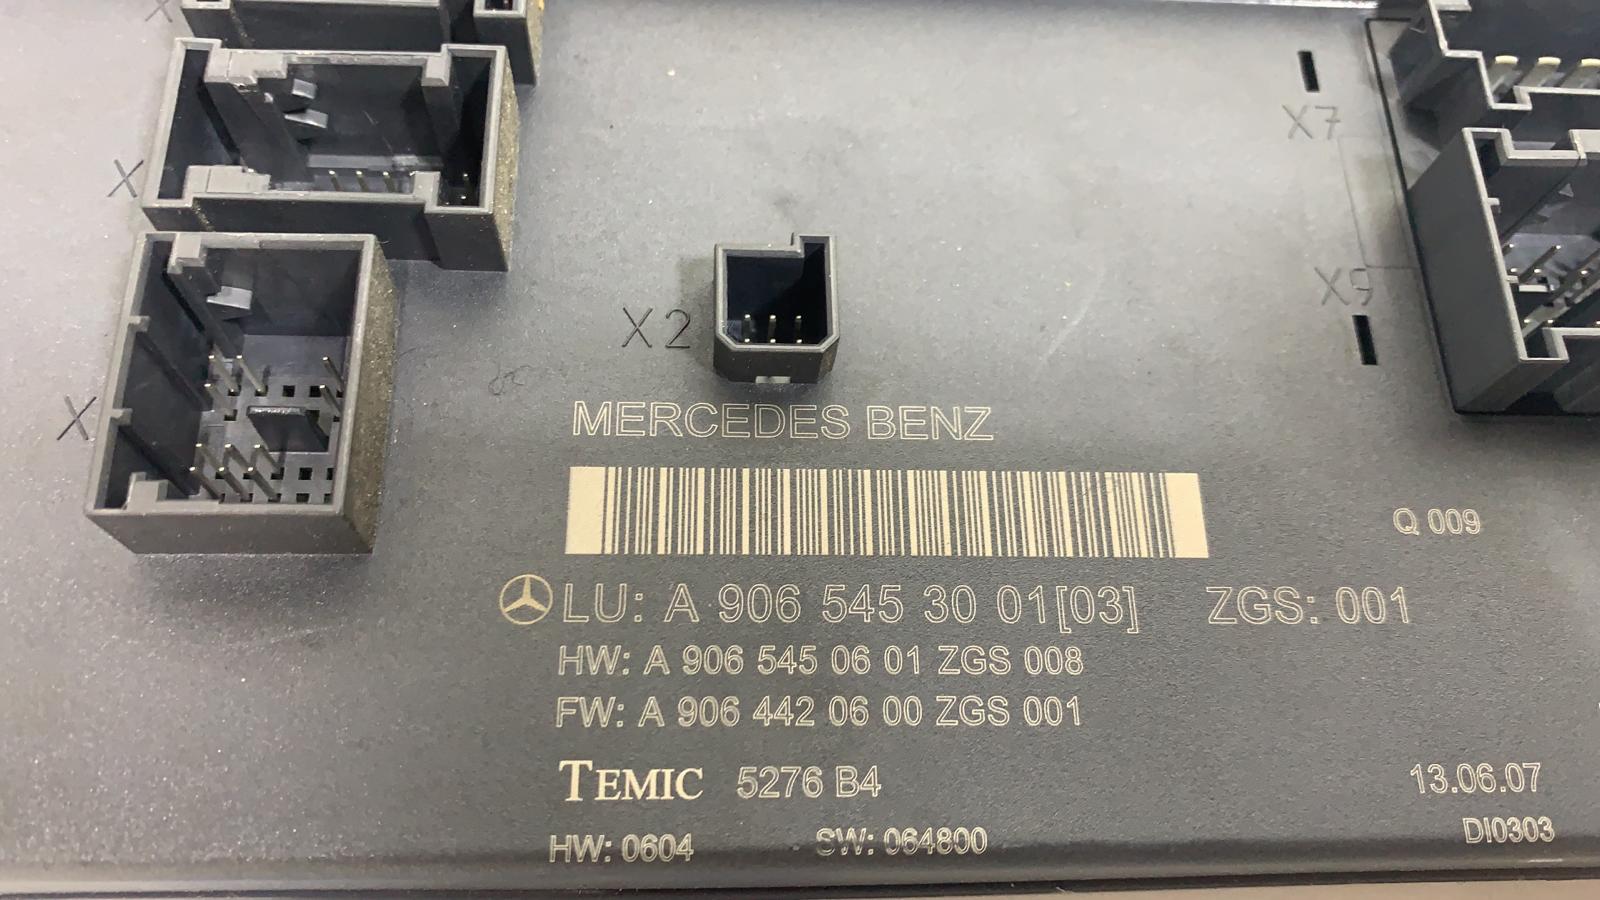 X
X7
X
X9
X2
X
MERCEDES BENZ
Q 009
LU: A 906 545 30 01[03] ZGS: 001
HW: A 906 545 06 01 ZGS 008
FW: A 906 442 06 00 ZGS 001
TEMIC 5276 B4 13.06.07
HW: 0604 SW: 064800 DI0303